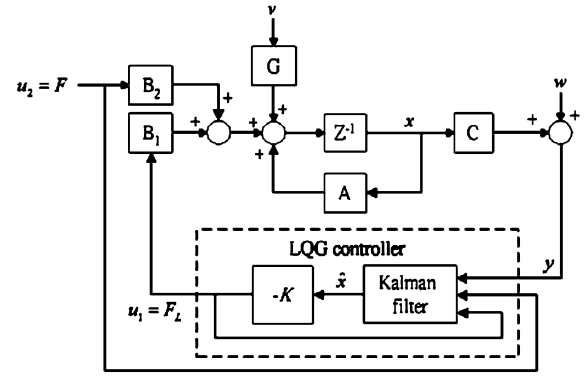 v
G
u₂ = F
B₂
w
+
+
+
+
+
+
+
B₁
Z⁻¹
x
C
A
LQG controller
y
-K
x̂
Kalman
filter
u₁ = F_L